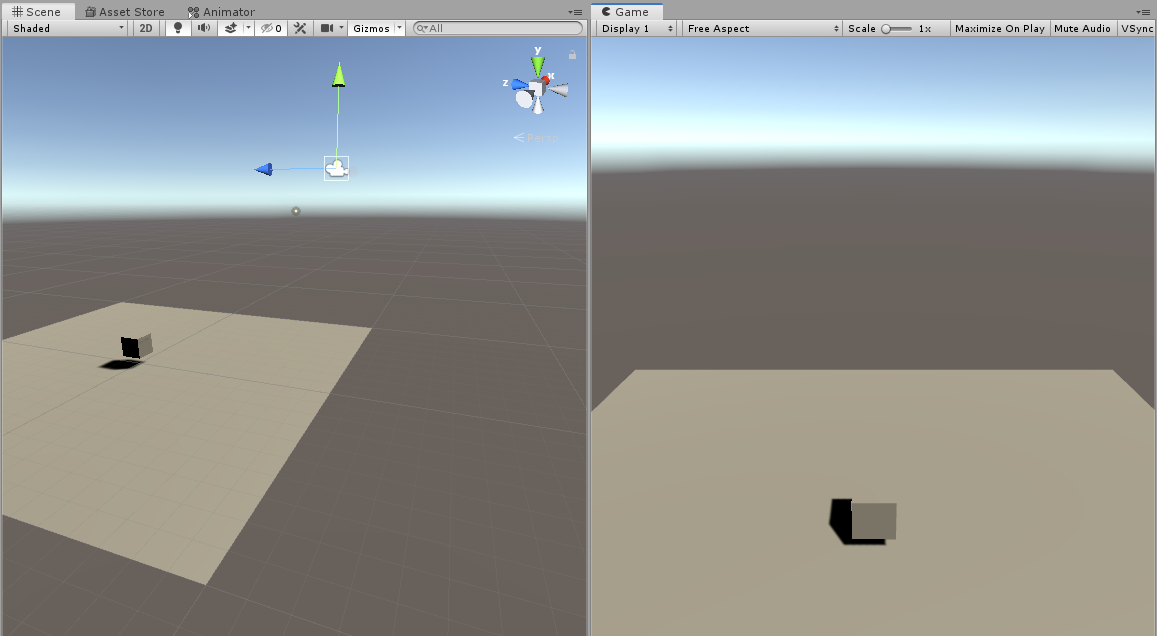 Scene Asset Store Animator
Shaded 2D 0 Gizmos All
y
x
z
Persp
Game
Display 1 Free Aspect Scale 1x Maximize On Play Mute Audio VSync